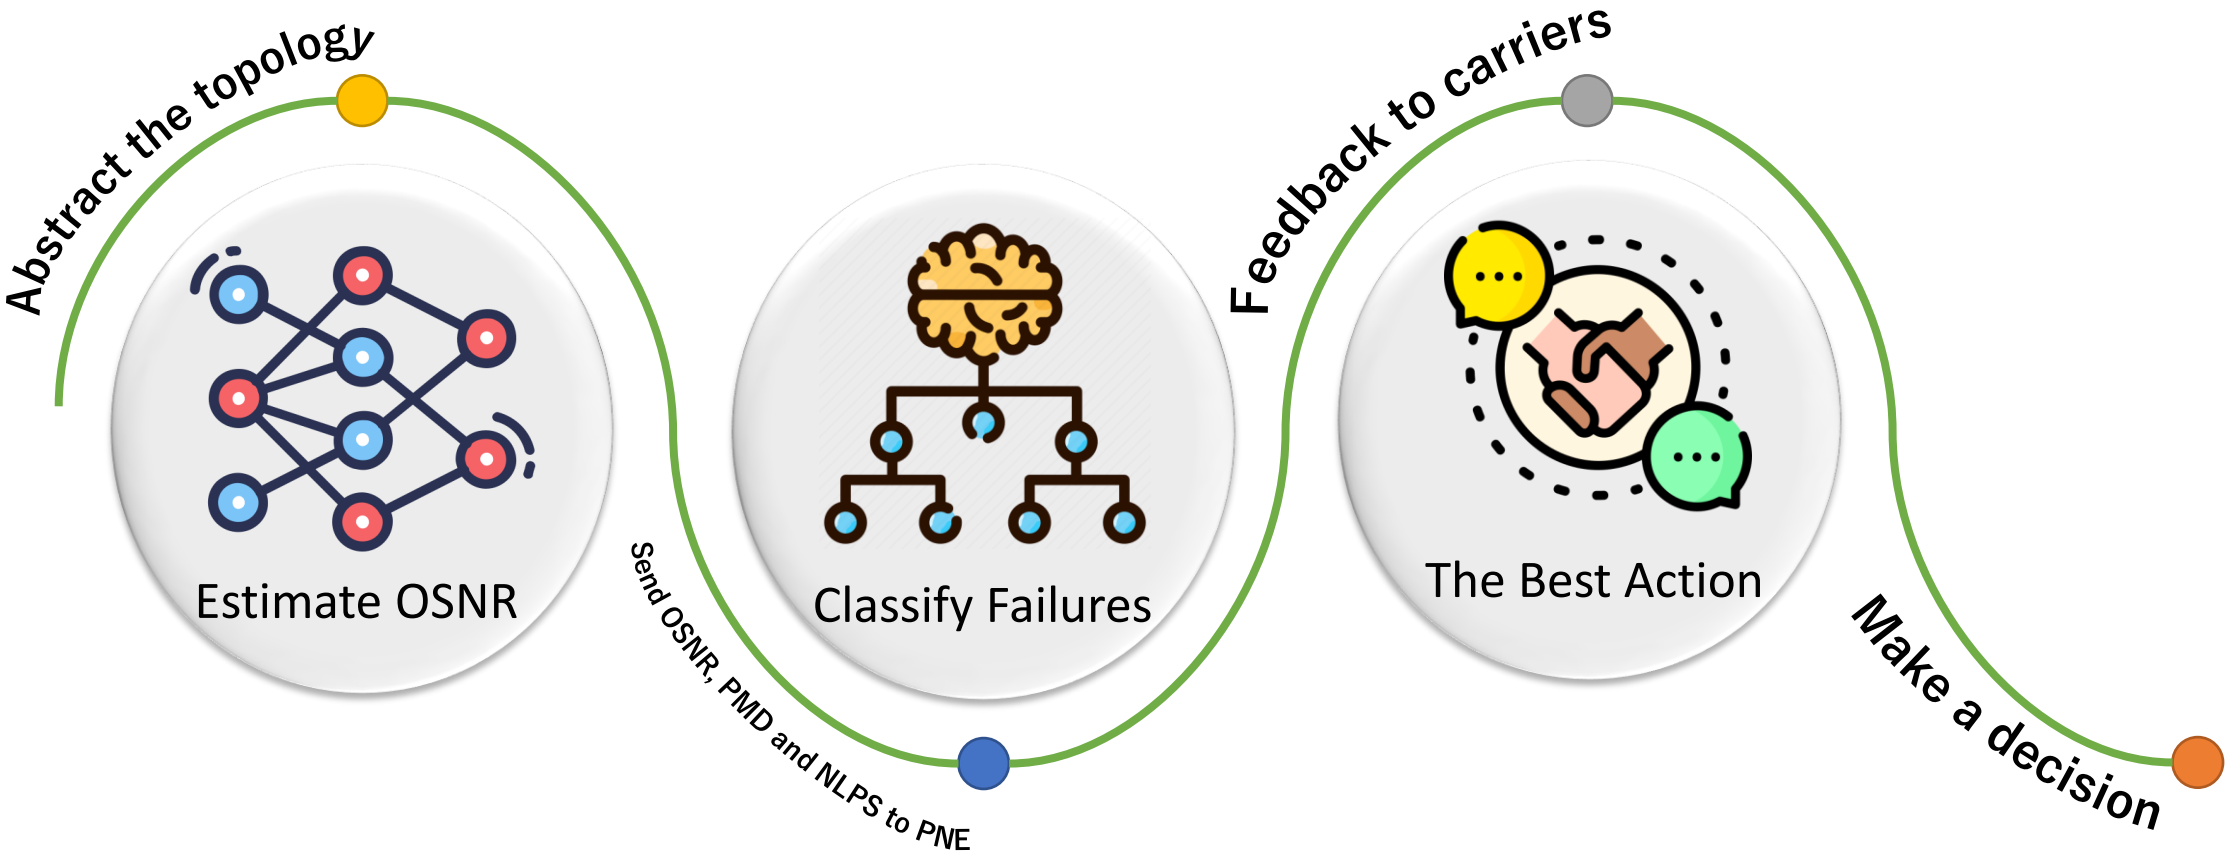 Abstract the topology
Estimate OSNR
Send OSNR, PMD and NLPS to PNE
Classify Failures
Feedback to carriers
The Best Action
Make a decision